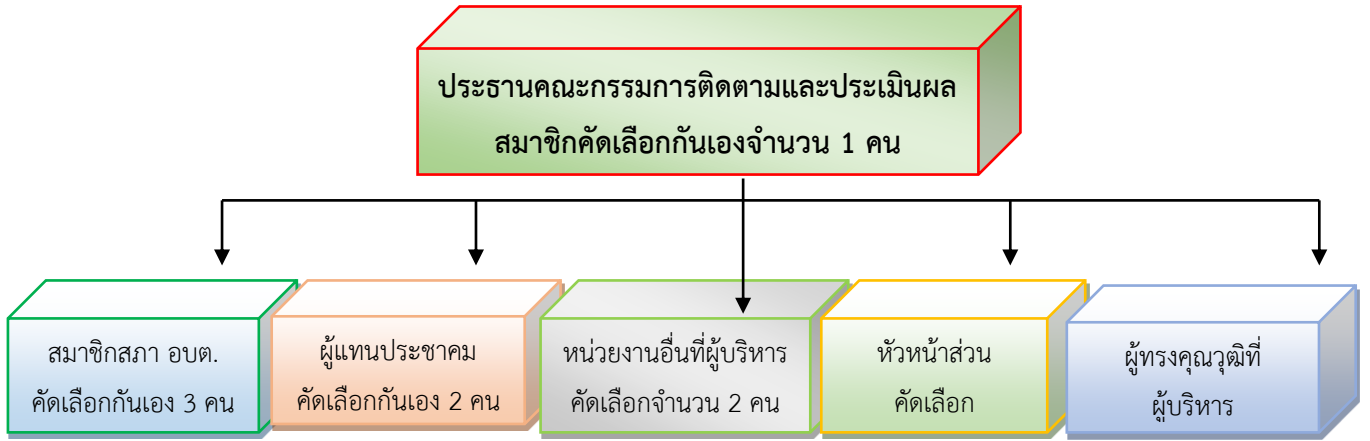 ประธานคณะกรรมการติดตามและประเมินผล
สมาชิกคัดเลือกกันเองจำนวน 1 คน
สมาชิกสภา อบต.
คัดเลือกกันเอง 3 คน
ผู้แทนประชาคม
คัดเลือกกันเอง 2 คน
หน่วยงานอื่นที่ผู้บริหาร
คัดเลือกจำนวน 2 คน
หัวหน้าส่วน
คัดเลือก
ผู้ทรงคุณวุฒิที่
ผู้บริหาร